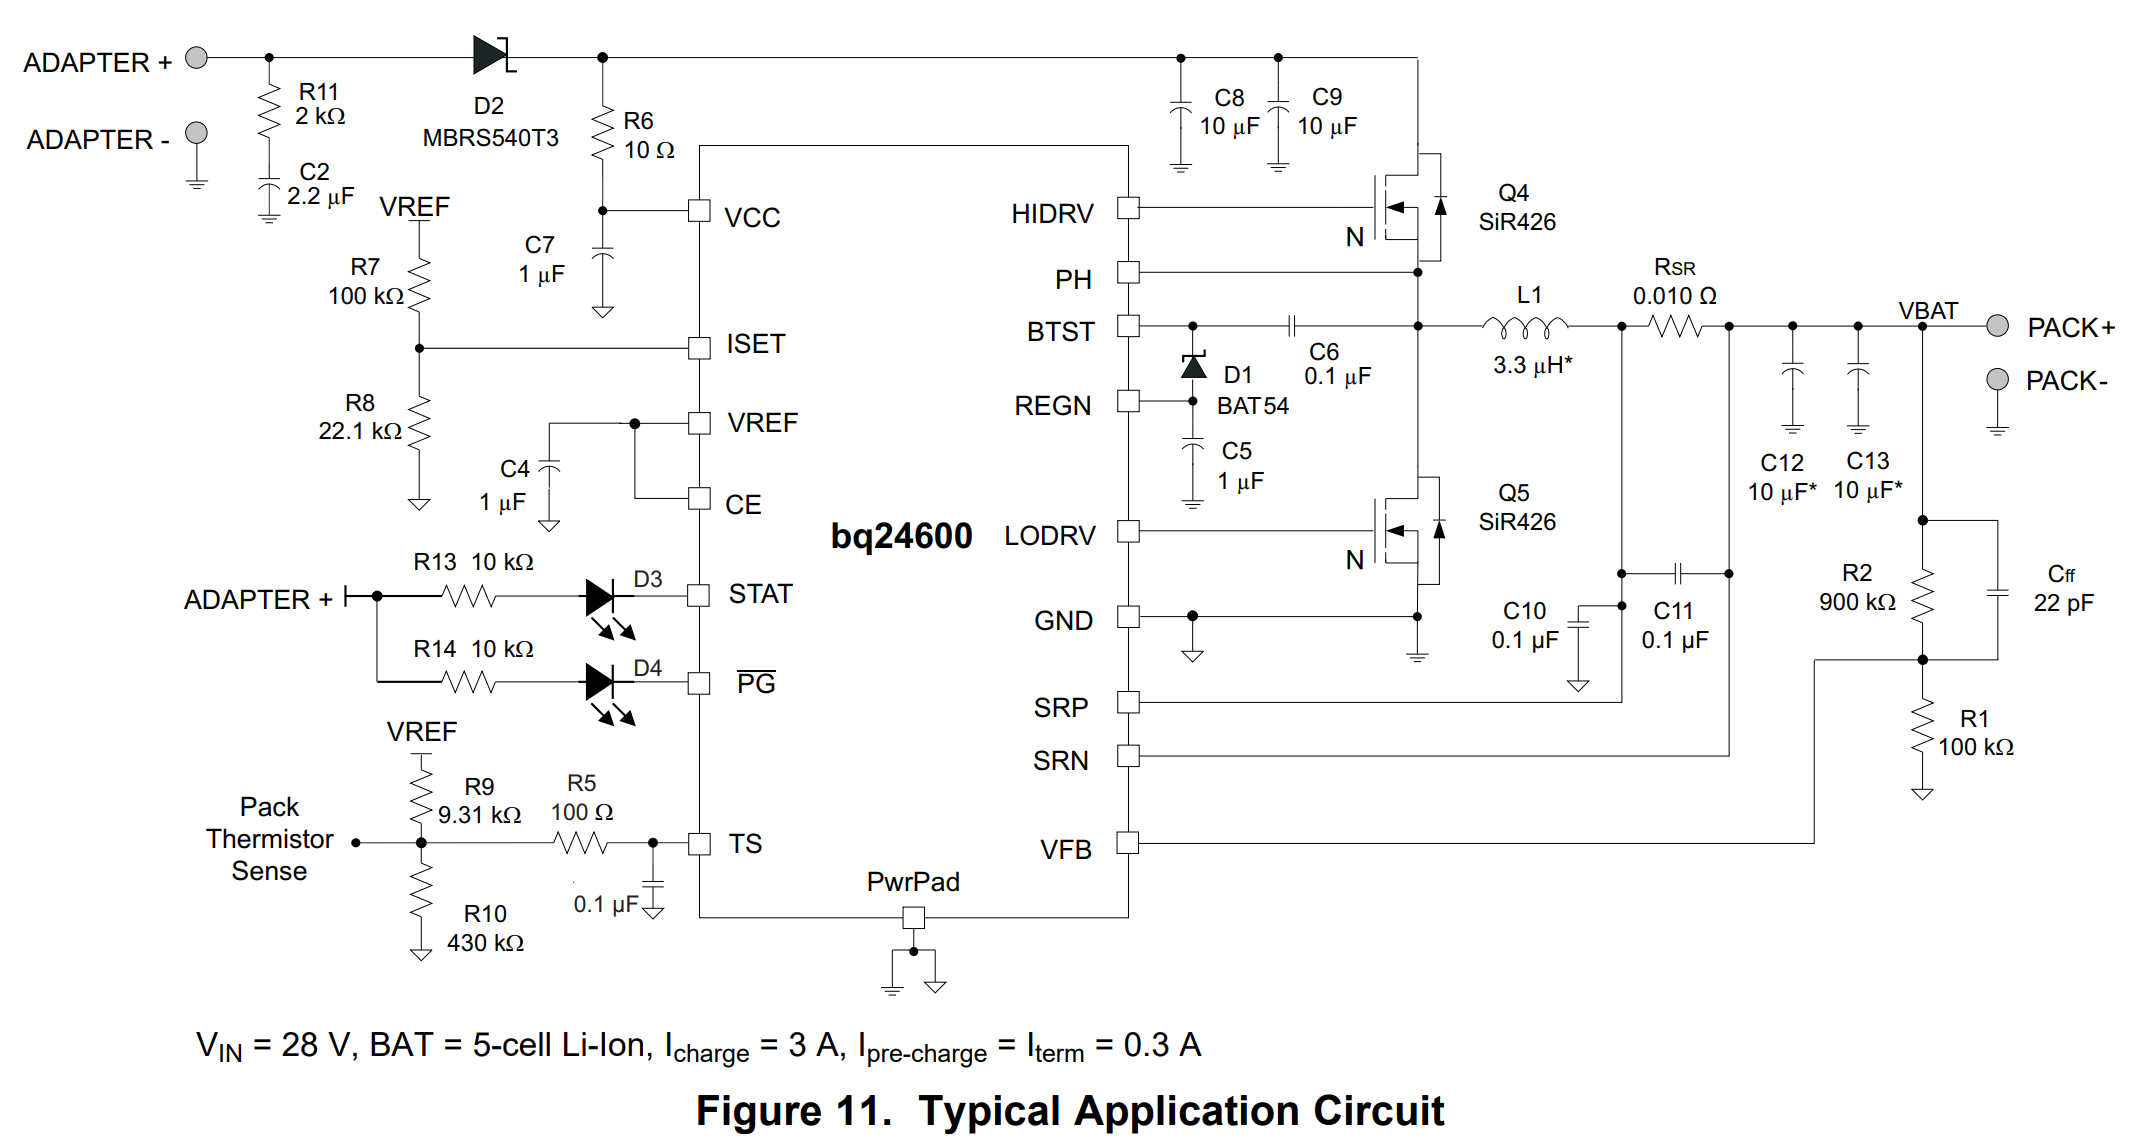 ADAPTER +
ADAPTER -
R11
2 kΩ
C2
2.2 μF
D2
MBRS540T3
R6
10 Ω
C7
1 μF
VREF
R7
100 kΩ
R8
22.1 kΩ
C4
1 μF
ADAPTER +
R13 10 kΩ
D3
R14 10 kΩ
D4
VREF
R9
9.31 kΩ
Pack
Thermistor
Sense
R5
100 Ω
R10
430 kΩ
0.1 μF
VCC
ISET
VREF
CE
STAT
PG
TS
bq24600
PwrPad
HIDRV
PH
BTST
REGN
LODRV
GND
SRP
SRN
VFB
C8
10 μF
C9
10 μF
Q4
SiR426
N
C6
0.1 μF
D1
BAT54
C5
1 μF
Q5
SiR426
N
L1
3.3 μH*
RSR
0.010 Ω
C10
0.1 μF
C11
0.1 μF
VBAT
PACK+
PACK-
C12
10 μF*
C13
10 μF*
R2
900 kΩ
Cff
22 pF
R1
100 kΩ
VIN = 28 V, BAT = 5-cell Li-Ion, Icharge = 3 A, Ipre-charge = Iterm = 0.3 A
Figure 11. Typical Application Circuit